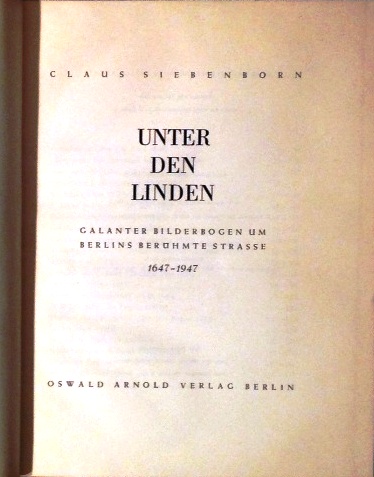 CLAUS SIEBENBORN
UNTER
DEN
LINDEN
GALANTER BILDERBOGEN UM
BERLINS BERÜHMTE STRASSE
1647-1947
OSWALD ARNOLD VERLAG BERLIN